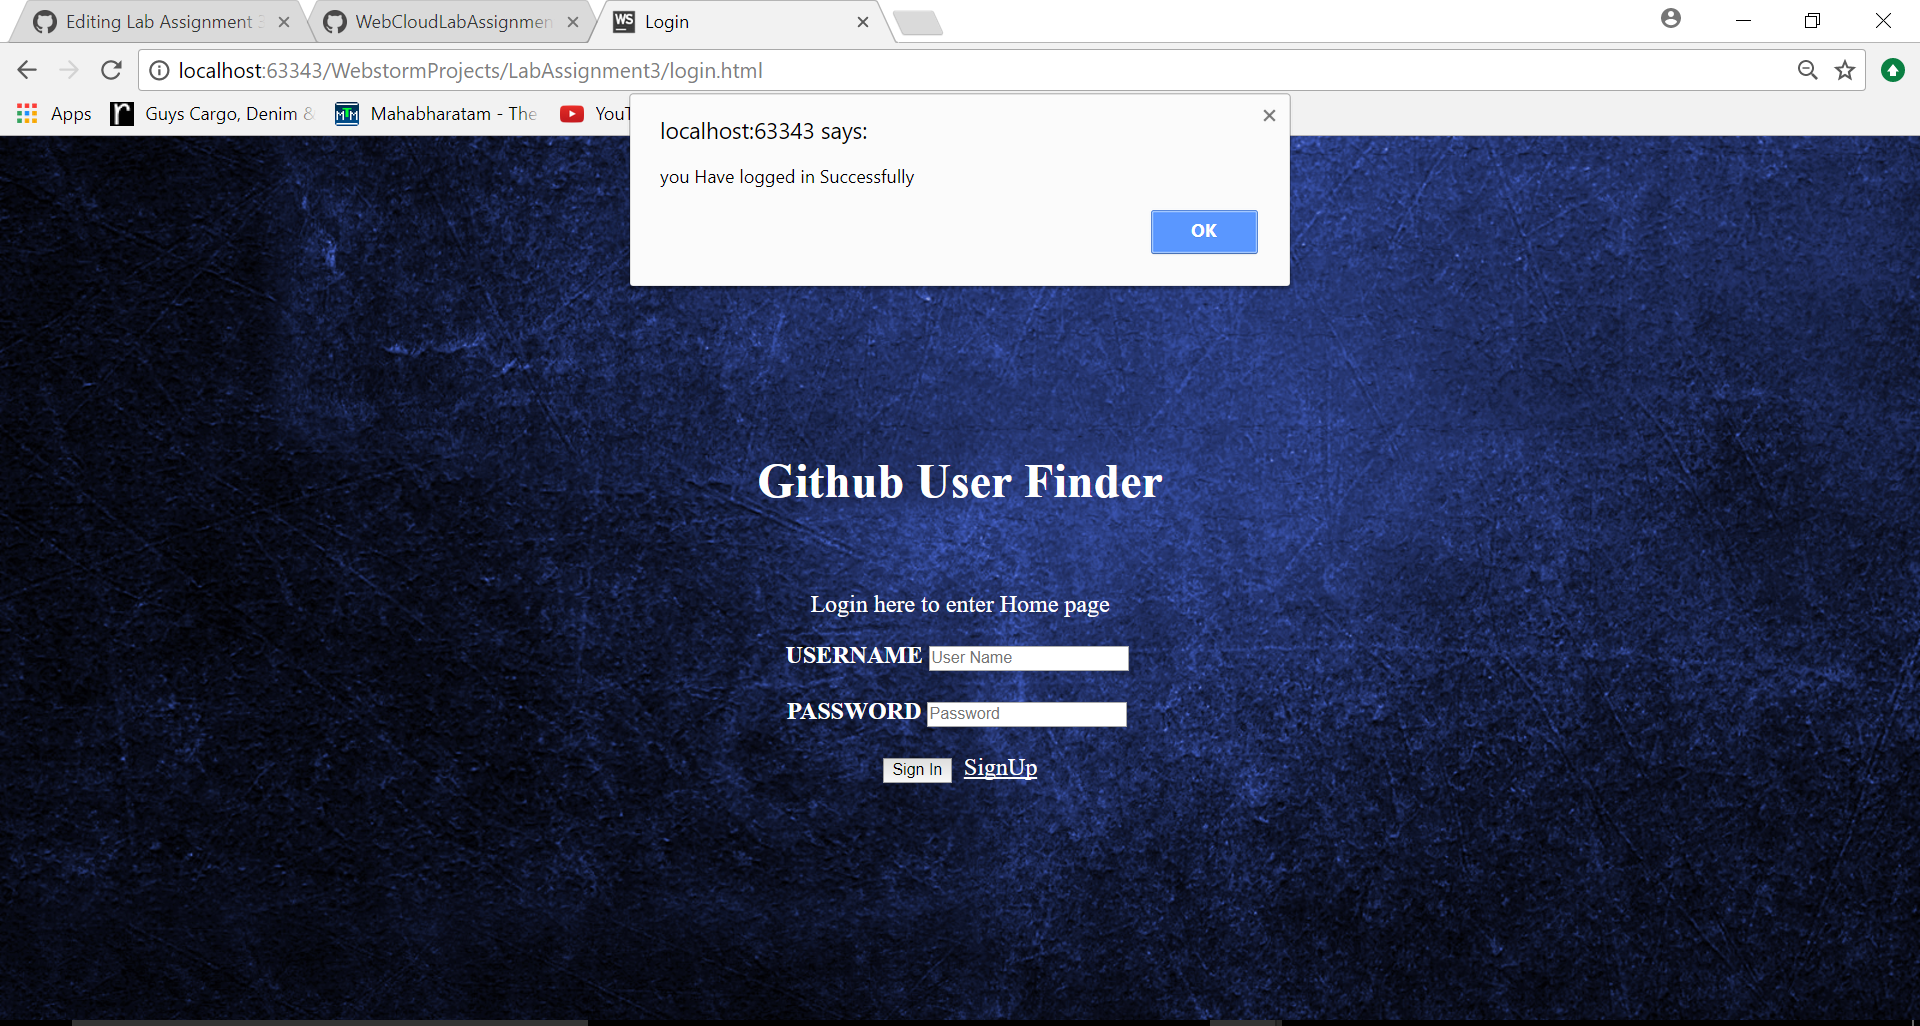 Editing Lab Assignment 3
WebCloudLabAssignmen
WS
Login
localhost:63343/WebstormProjects/LabAssignment3/login.html
Apps
r
Guys Cargo, Denim &
MTM
Mahabharatam - The
YouT
localhost:63343 says:
you Have logged in Successfully
OK
Github User Finder
Login here to enter Home page
USERNAME User Name
PASSWORD Password
Sign In SignUp